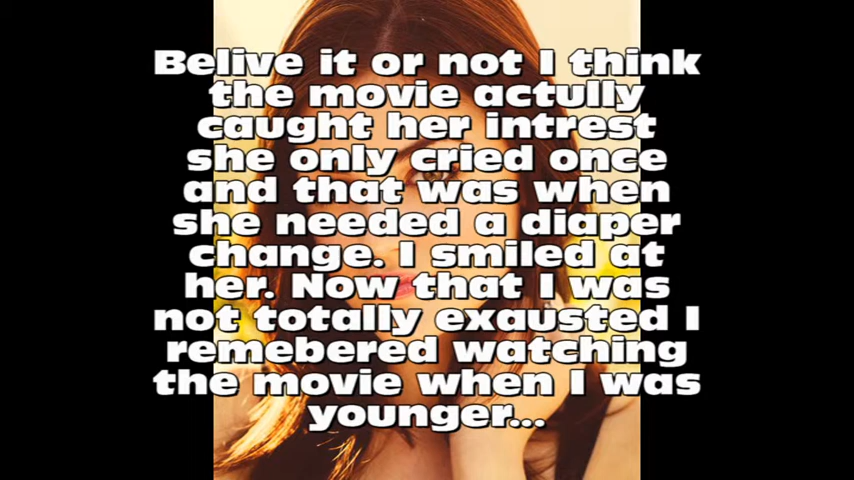 Belive it or not I think
the movie actully
caught her intrest
she only cried once
and that was when
she needed a diaper
change. I smiled at
her. Now that I was
not totally exausted I
remebered watching
the movie when I was
younger...